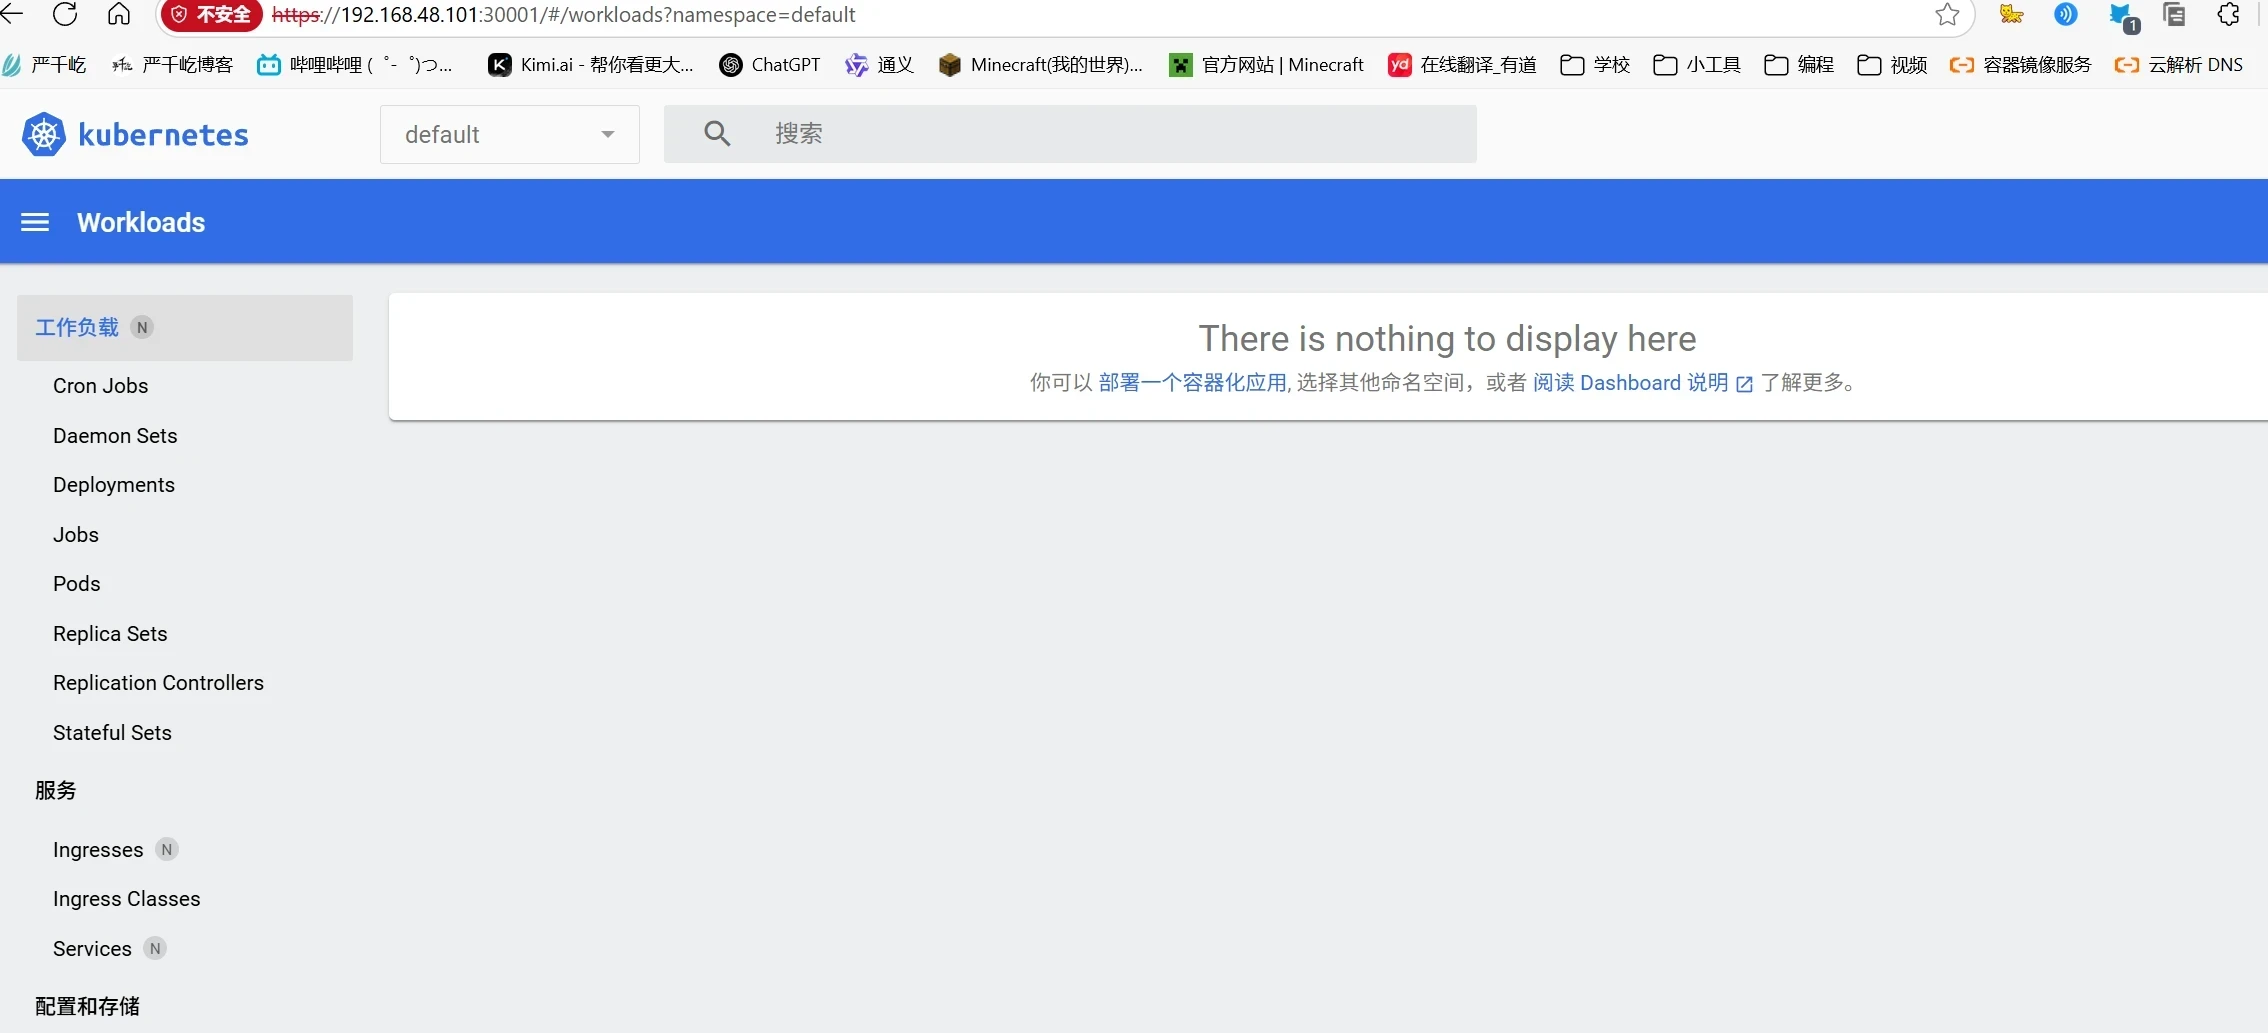 不安全 https://192.168.48.101:30001/#/workloads?namespace=default 1
严千屹 严千屹博客 哔哩哔哩 ( ゜- ゜)つ... Kimi.ai - 帮你看更大... ChatGPT 通义 Minecraft(我的世界)... 官方网站 | Minecraft yd 在线翻译_有道 学校 小工具 编程 视频 容器镜像服务 云解析 DNS
kubernetes default 搜索
Workloads
工作负载 N
There is nothing to display here
你可以 部署一个容器化应用, 选择其他命名空间，或者 阅读 Dashboard 说明 了解更多。
Cron Jobs
Daemon Sets
Deployments
Jobs
Pods
Replica Sets
Replication Controllers
Stateful Sets
服务
Ingresses N
Ingress Classes
Services N
配置和存储